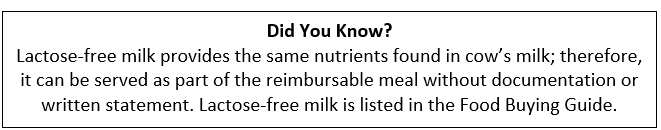 Did You Know?
Lactose-free milk provides the same nutrients found in cow’s milk; therefore,
it can be served as part of the reimbursable meal without documentation or
written statement. Lactose-free milk is listed in the Food Buying Guide.